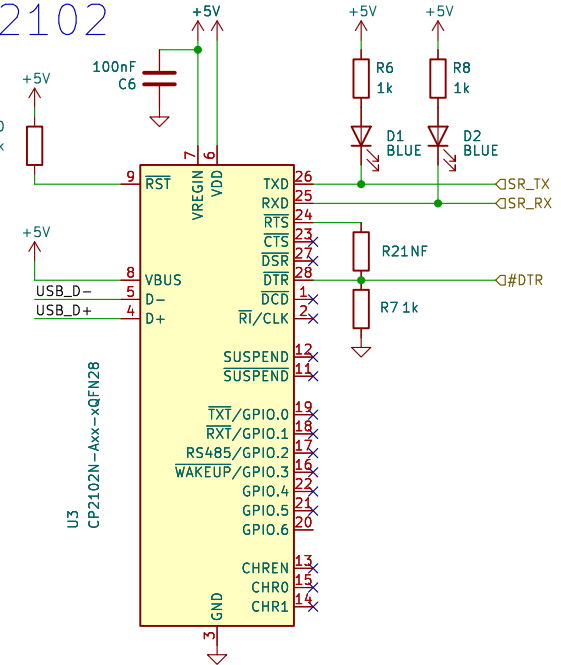 2102
+5V
+5V
+5V
100nF
C6
R6
1k
R8
1k
+5V
D1
BLUE
D2
BLUE
7
6
VREGIN
VDD
9
RST
TXD
26
SR_TX
RXD
25
SR_RX
RTS
24
CTS
23
+5V
DSR
27
R21NF
8
VBUS
DTR
28
#DTR
USB_D-
5
D-
DCD
1
USB_D+
4
D+
RI/CLK
2
R7 1k
SUSPEND
12
SUSPEND
11
TXT/GPIO.0
19
RXT/GPIO.1
18
RS485/GPIO.2
17
WAKEUP/GPIO.3
16
GPIO.4
22
GPIO.5
21
GPIO.6
20
U3
CP2102N-Axx-xQFN28
CHREN
13
CHR0
15
CHR1
14
GND
3